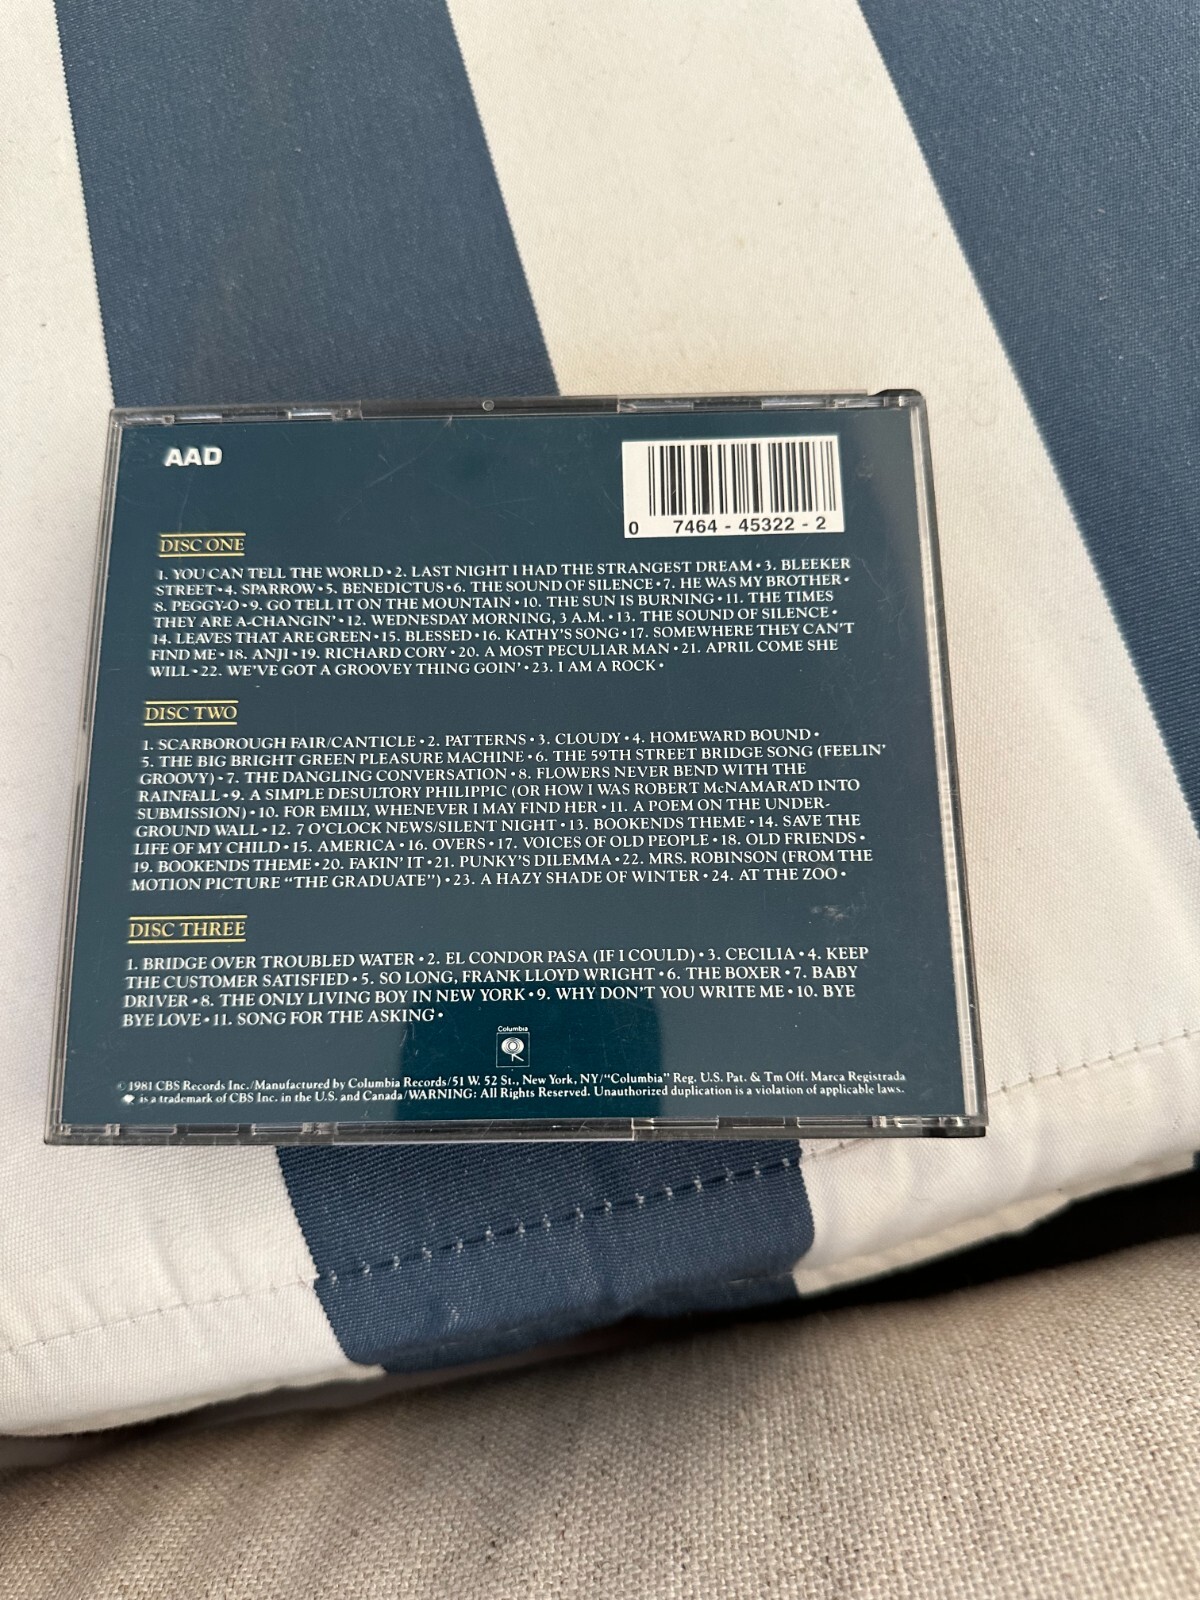 AAD
0 7464 - 45322 - 2
DISC ONE
1. YOU CAN TELL THE WORLD • 2. LAST NIGHT I HAD THE STRANGEST DREAM • 3. BLEEKER
STREET • 4. SPARROW • 5. BENEDICTUS • 6. THE SOUND OF SILENCE • 7. HE WAS MY BROTHER •
8. PEGGY-O • 9. GO TELL IT ON THE MOUNTAIN • 10. THE SUN IS BURNING • 11. THE TIMES
THEY ARE A-CHANGIN' • 12. WEDNESDAY MORNING, 3 A.M. • 13. THE SOUND OF SILENCE •
14. LEAVES THAT ARE GREEN • 15. BLESSED • 16. KATHY'S SONG • 17. SOMEWHERE THEY CAN'T
FIND ME • 18. ANJI • 19. RICHARD CORY • 20. A MOST PECULIAR MAN • 21. APRIL COME SHE
WILL • 22. WE'VE GOT A GROOVEY THING GOIN' • 23. I AM A ROCK •
DISC TWO
1. SCARBOROUGH FAIR/CANTICLE • 2. PATTERNS • 3. CLOUDY • 4. HOMEWARD BOUND •
5. THE BIG BRIGHT GREEN PLEASURE MACHINE • 6. THE 59TH STREET BRIDGE SONG (FEELIN'
GROOVY) • 7. THE DANGLING CONVERSATION • 8. FLOWERS NEVER BEND WITH THE
RAINFALL • 9. A SIMPLE DESULTORY PHILIPPIC (OR HOW I WAS ROBERT McNAMARA'D INTO
SUBMISSION) • 10. FOR EMILY, WHENEVER I MAY FIND HER • 11. A POEM ON THE UNDER-
GROUND WALL • 12. 7 O'CLOCK NEWS/SILENT NIGHT • 13. BOOKENDS THEME • 14. SAVE THE
LIFE OF MY CHILD • 15. AMERICA • 16. OVERS • 17. VOICES OF OLD PEOPLE • 18. OLD FRIENDS •
19. BOOKENDS THEME • 20. FAKIN' IT • 21. PUNKY'S DILEMMA • 22. MRS. ROBINSON (FROM THE
MOTION PICTURE "THE GRADUATE") • 23. A HAZY SHADE OF WINTER • 24. AT THE ZOO •
DISC THREE
1. BRIDGE OVER TROUBLED WATER • 2. EL CONDOR PASA (IF I COULD) • 3. CECILIA • 4. KEEP
THE CUSTOMER SATISFIED • 5. SO LONG, FRANK LLOYD WRIGHT • 6. THE BOXER • 7. BABY
DRIVER • 8. THE ONLY LIVING BOY IN NEW YORK • 9. WHY DON'T YOU WRITE ME • 10. BYE
BYE LOVE • 11. SONG FOR THE ASKING •
Columbia
© 1981 CBS Records Inc./Manufactured by Columbia Records/51 W. 52 St., New York, NY/"Columbia" Reg. U.S. Pat. & Tm Off. Marca Registrada
is a trademark of CBS Inc. in the U.S. and Canada/WARNING: All Rights Reserved. Unauthorized duplication is a violation of applicable laws.